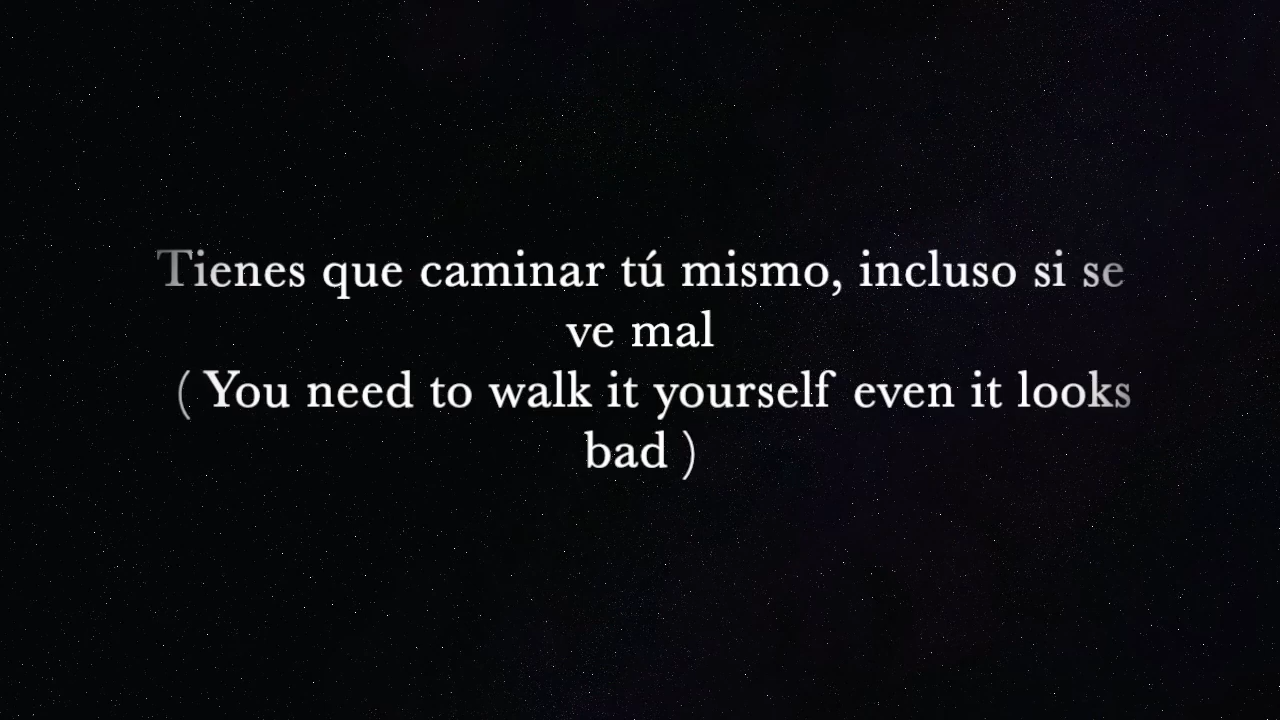 Tienes que caminar tú mismo, incluso si se
ve mal
( You need to walk it yourself even it looks
bad )